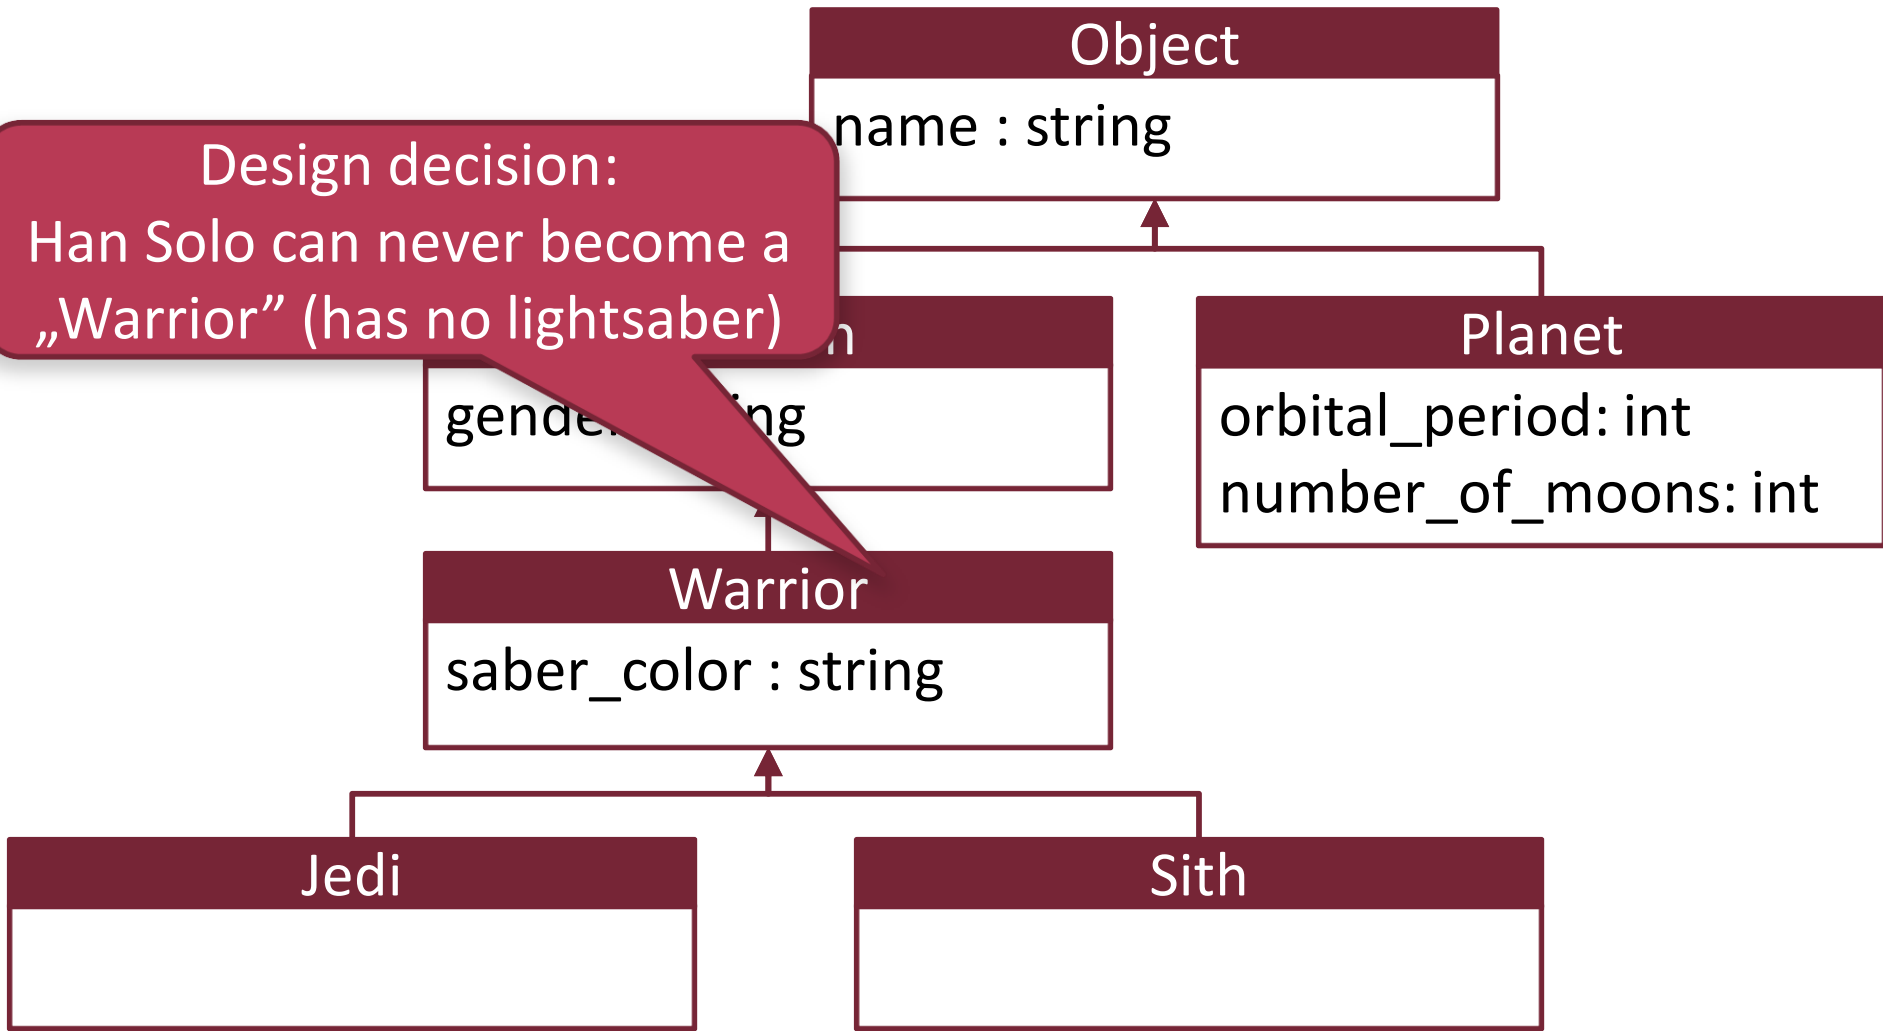 Object
name : string
Design decision:
Han Solo can never become a
„Warrior” (has no lightsaber)
Planet
orbital_period: int
number_of_moons: int
Warrior
saber_color : string
Jedi
Sith